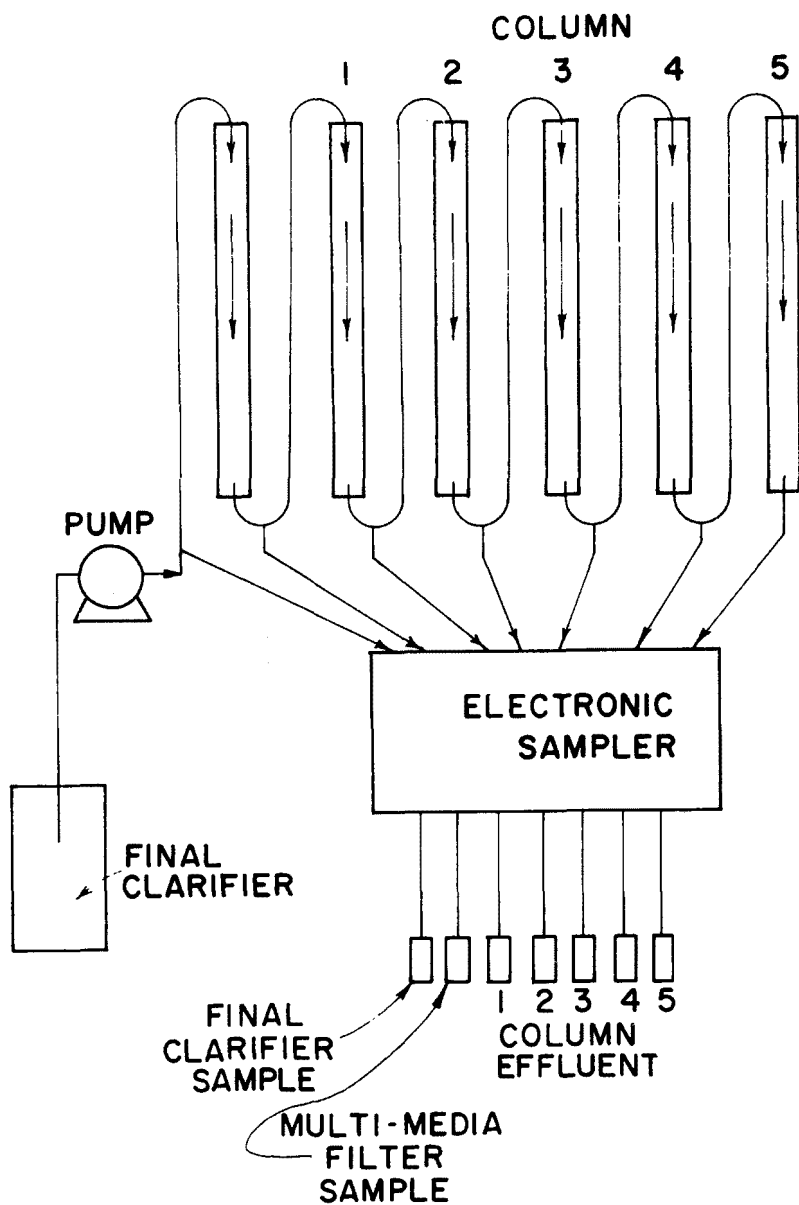 COLUMN
1 2 3 4 5
PUMP
ELECTRONIC
SAMPLER
FINAL
CLARIFIER
1 2 3 4 5
COLUMN
EFFLUENT
FINAL
CLARIFIER
SAMPLE
MULTI-MEDIA
FILTER
SAMPLE